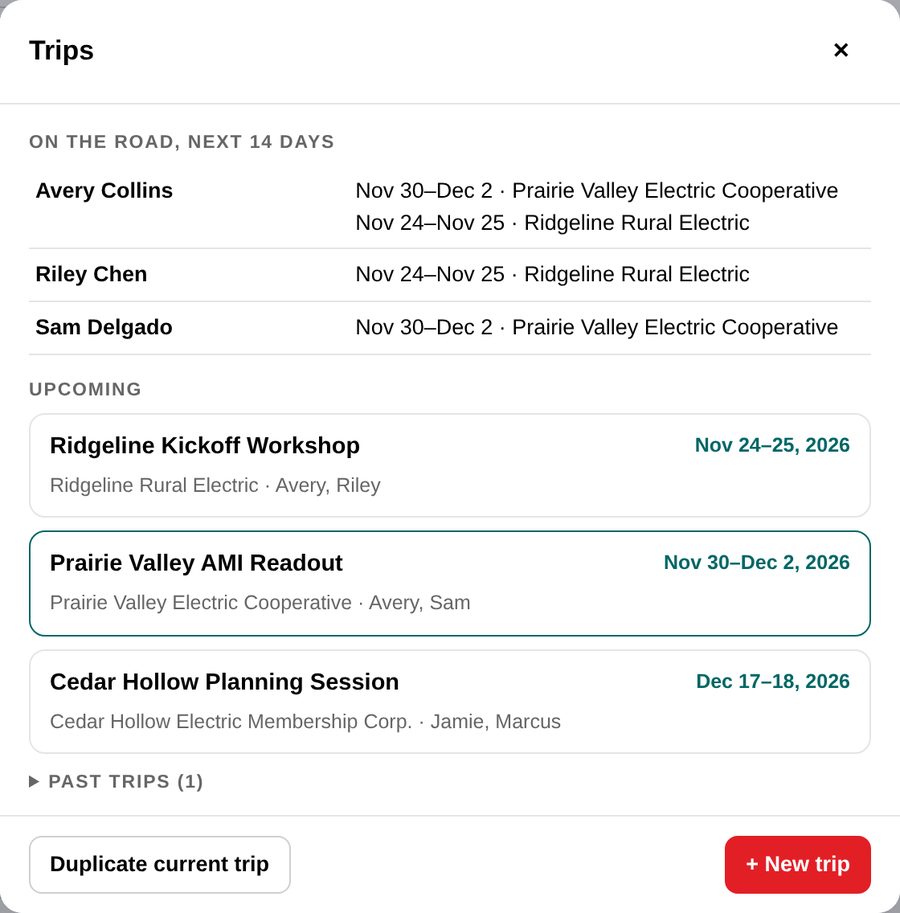 Trips
×
ON THE ROAD, NEXT 14 DAYS
Avery Collins
Nov 30–Dec 2 · Prairie Valley Electric Cooperative
Nov 24–Nov 25 · Ridgeline Rural Electric
Riley Chen
Nov 24–Nov 25 · Ridgeline Rural Electric
Sam Delgado
Nov 30–Dec 2 · Prairie Valley Electric Cooperative
UPCOMING
Ridgeline Kickoff Workshop
Nov 24–25, 2026
Ridgeline Rural Electric · Avery, Riley
Prairie Valley AMI Readout
Nov 30–Dec 2, 2026
Prairie Valley Electric Cooperative · Avery, Sam
Cedar Hollow Planning Session
Dec 17–18, 2026
Cedar Hollow Electric Membership Corp. · Jamie, Marcus
▶ PAST TRIPS (1)
Duplicate current trip
+ New trip